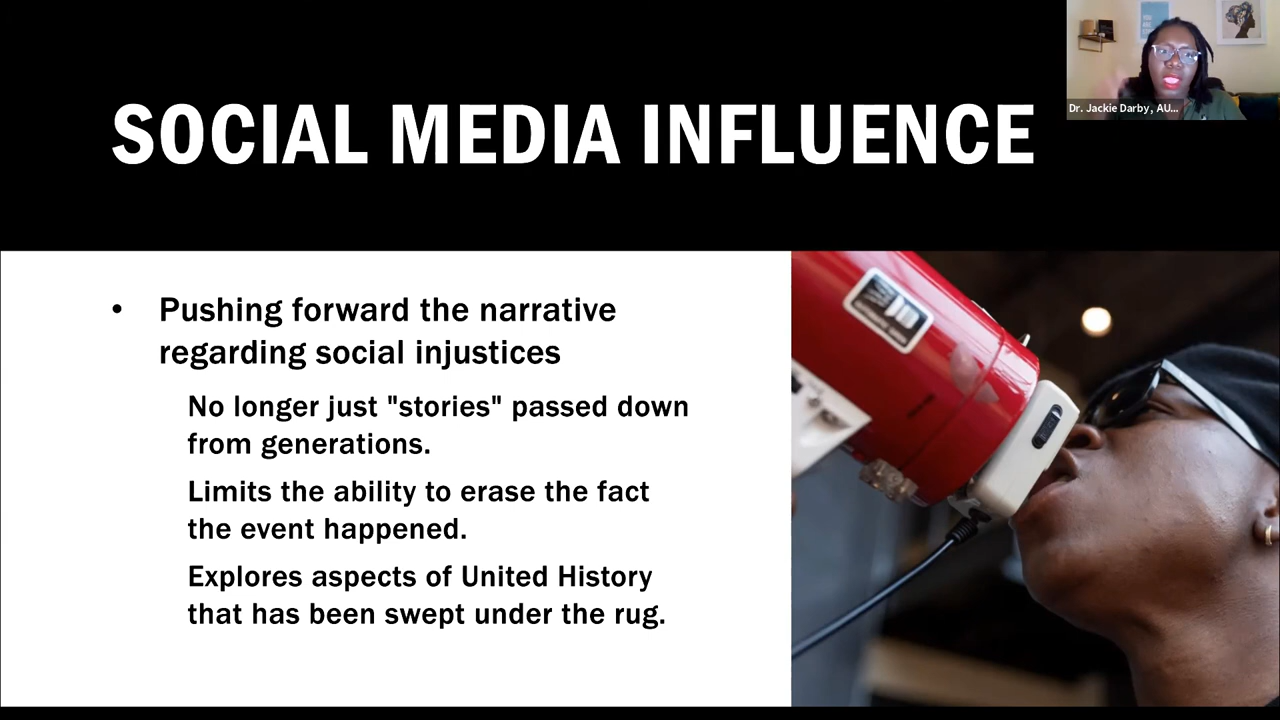 SOCIAL MEDIA INFLUENCE
Dr. Jackie Darby, AU...
• Pushing forward the narrative
regarding social injustices
No longer just "stories" passed down
from generations.
Limits the ability to erase the fact
the event happened.
Explores aspects of United History
that has been swept under the rug.